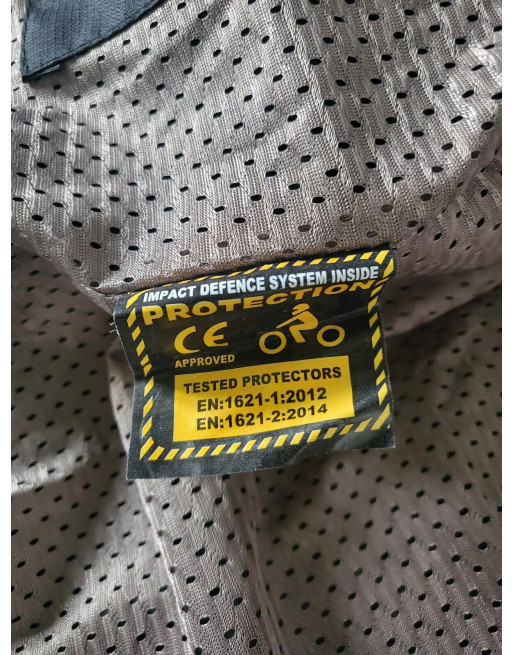 IMPACT DEFENCE SYSTEM INSIDE
PROTECTION
CE
APPROVED
TESTED PROTECTORS
EN:1621-1:2012
EN:1621-2:2014